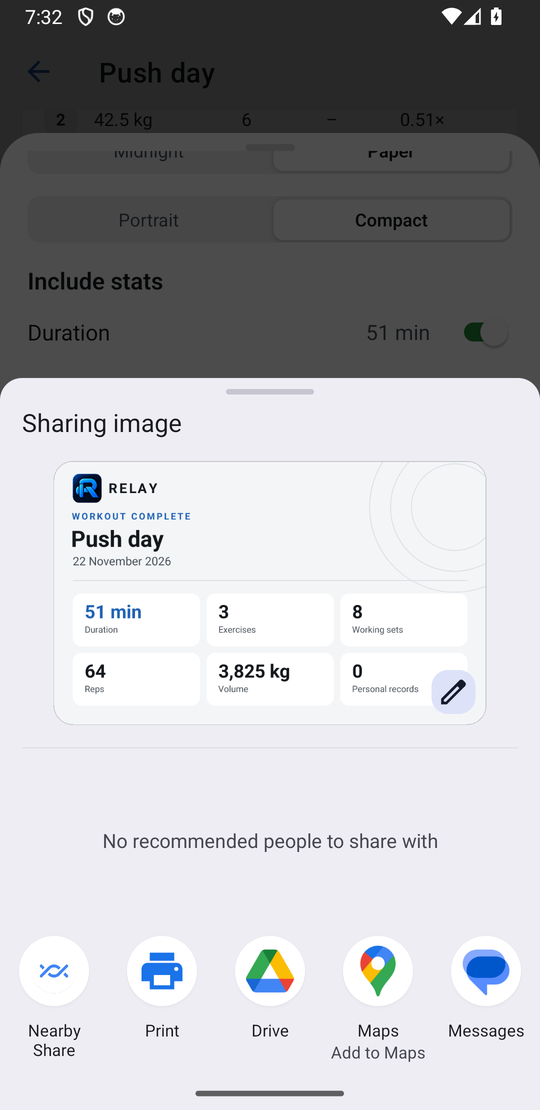 7:32
Push day
2 42.5 kg 6 – 0.51×
Midnight Paper
Portrait Compact
Include stats
Duration 51 min
Sharing image
RELAY
WORKOUT COMPLETE
Push day
22 November 2026
51 min 3 8
Duration Exercises Working sets
64 3,825 kg 0
Reps Volume Personal records
No recommended people to share with
Nearby Print Drive Maps Messages
Share Add to Maps